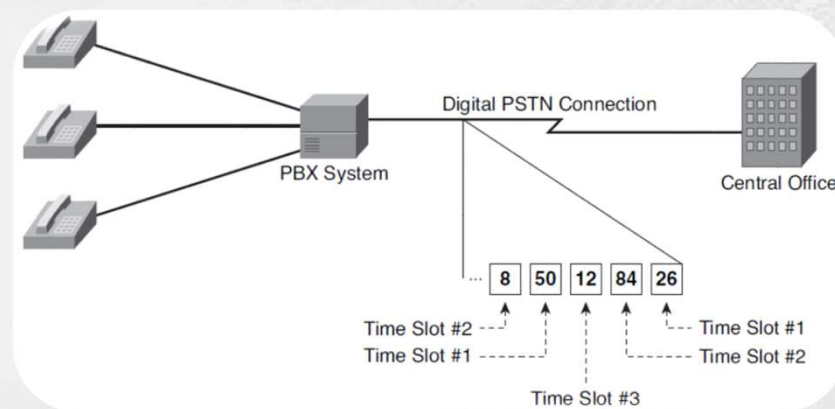 Digital PSTN Connection
PBX System
Central Office
... 8 50 12 84 26
Time Slot #2
Time Slot #1
Time Slot #1
Time Slot #2
Time Slot #3